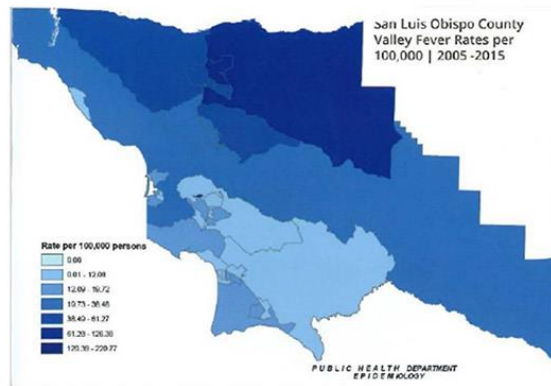 San Luis Obispo County
Valley Fever Rates per
100,000 | 2005 -2015
Rate per 100,000 persons
0.00
0.01 - 12.08
12.09 - 19.72
19.73 - 38.48
38.49 - 61.27
61.28 - 126.38
126.39 - 220.77
PUBLIC HEALTH DEPARTMENT
EPIDEMIOLOGY